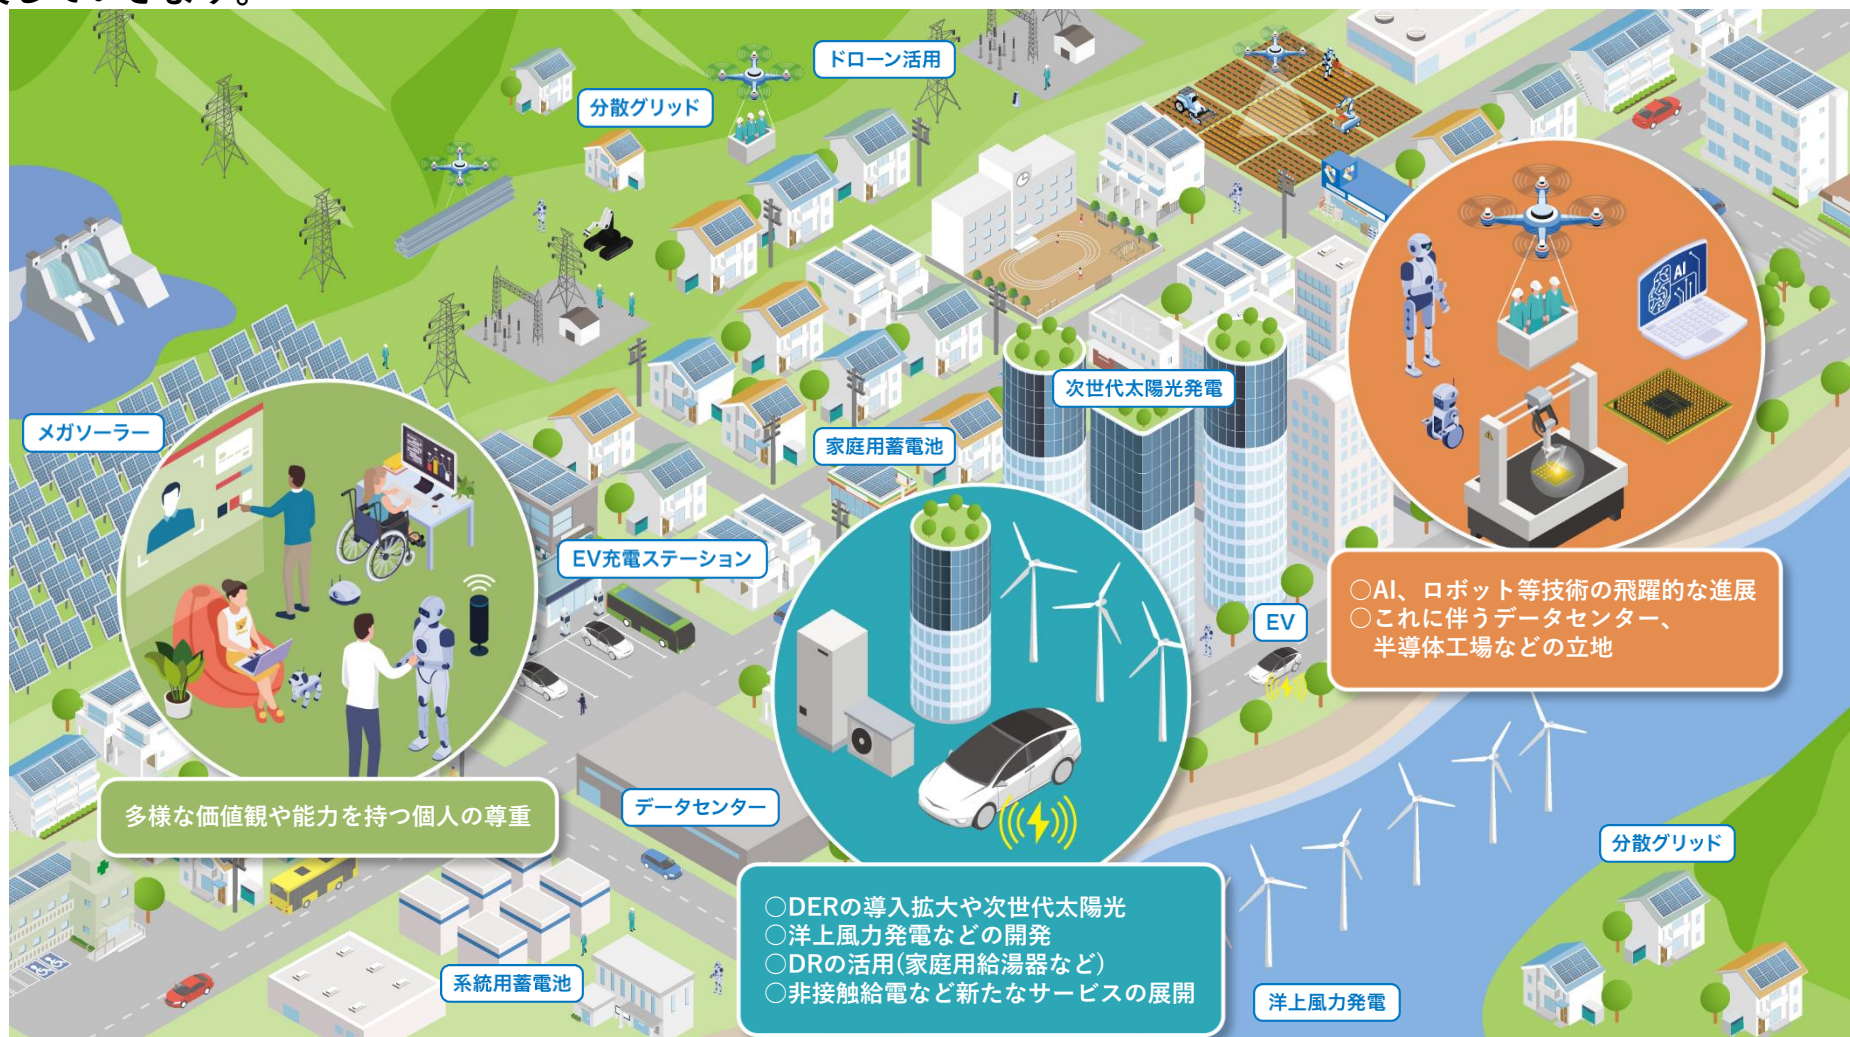 ドローン活用
分散グリッド
AI
次世代太陽光発電
メガソーラー
家庭用蓄電池
EV充電ステーション
○AI、ロボット等技術の飛躍的な進展
○これに伴うデータセンター、
半導体工場などの立地
EV
多様な価値観や能力を持つ個人の尊重
データセンター
分散グリッド
○DERの導入拡大や次世代太陽光
○洋上風力発電などの開発
○DRの活用(家庭用給湯器など)
○非接触給電など新たなサービスの展開
系統用蓄電池
洋上風力発電